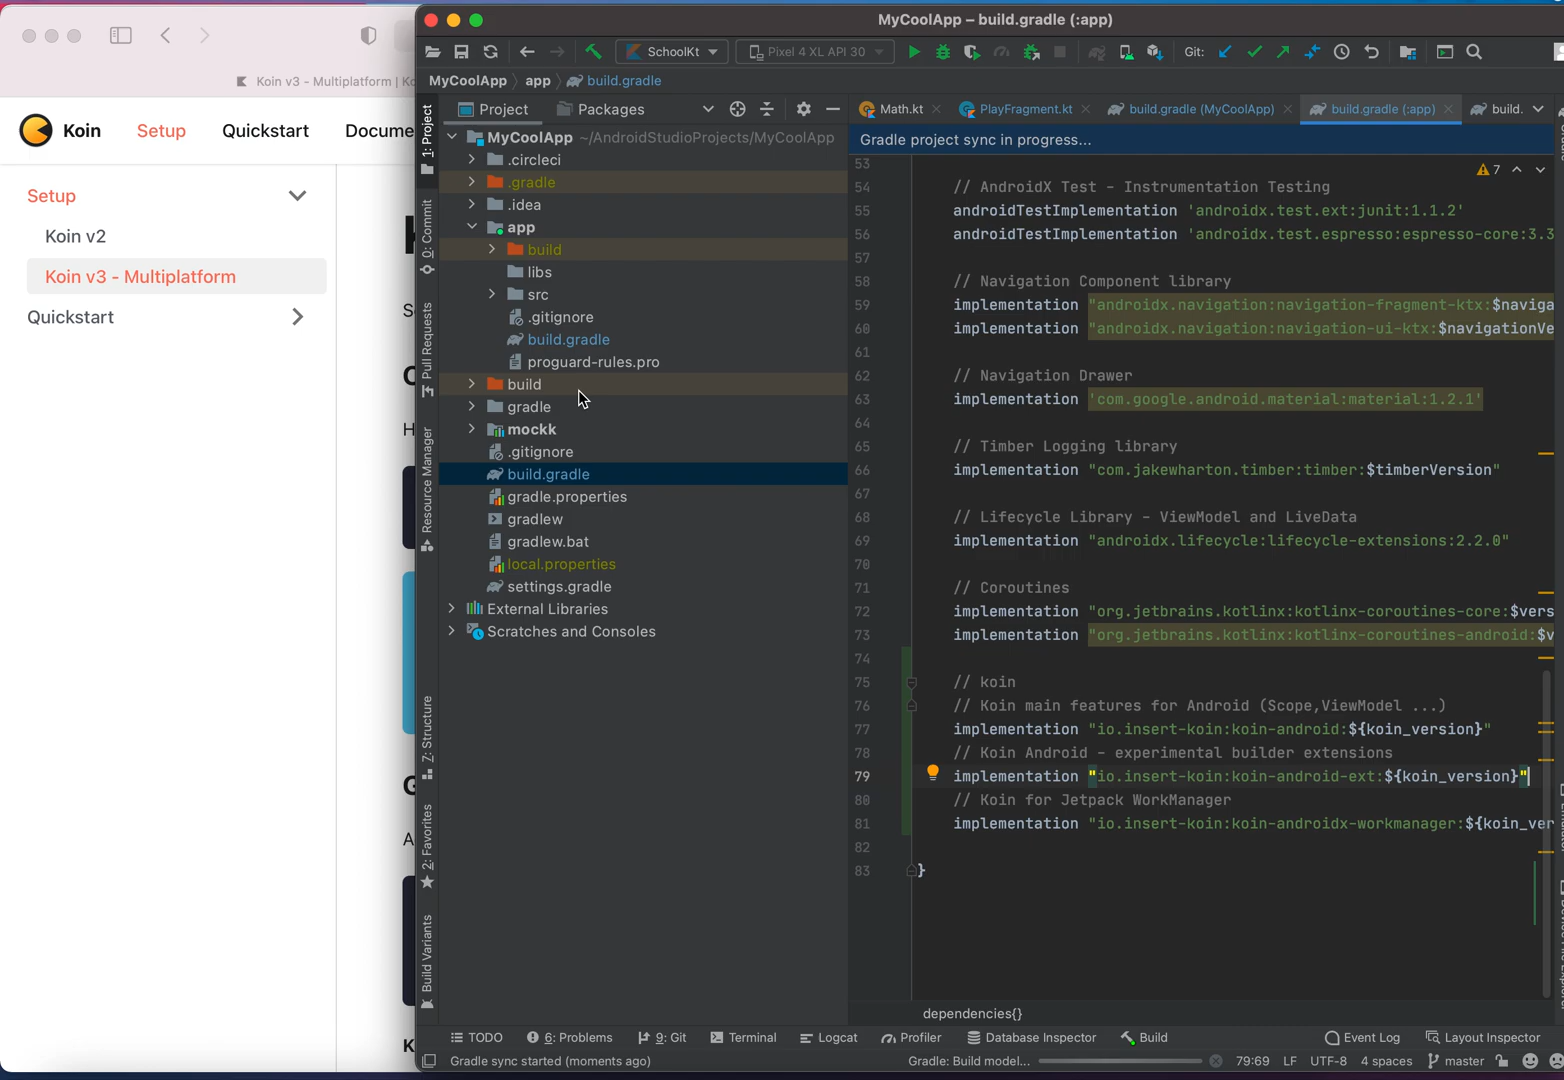 MyCoolApp – build.gradle (:app)
SchoolKt
Pixel 4 XL API 30
Git:
Koin v3 - Multiplatform | Ko
MyCoolApp
app
build.gradle
Koin
Setup
Quickstart
Docume
Setup
Koin v2
Koin v3 - Multiplatform
Quickstart
1: Project
0: Commit
Pull Requests
Resource Manager
7: Structure
2: Favorites
Build Variants
Project
Packages
MyCoolApp ~/AndroidStudioProjects/MyCoolApp
.circleci
.gradle
.idea
app
build
libs
src
.gitignore
build.gradle
proguard-rules.pro
build
gradle
mockk
.gitignore
build.gradle
gradle.properties
gradlew
gradlew.bat
local.properties
settings.gradle
External Libraries
Scratches and Consoles
Math.kt
PlayFragment.kt
build.gradle (MyCoolApp)
build.gradle (:app)
build.
Gradle project sync in progress...
7
53
54 // AndroidX Test - Instrumentation Testing
55 androidTestImplementation 'androidx.test.ext:junit:1.1.2'
56 androidTestImplementation 'androidx.test.espresso:espresso-core:3.3
57
58 // Navigation Component library
59 implementation "androidx.navigation:navigation-fragment-ktx:$naviga
60 implementation "androidx.navigation:navigation-ui-ktx:$navigationVe
61
62 // Navigation Drawer
63 implementation 'com.google.android.material:material:1.2.1'
64
65 // Timber Logging library
66 implementation "com.jakewharton.timber:timber:$timberVersion"
67
68 // Lifecycle Library - ViewModel and LiveData
69 implementation "androidx.lifecycle:lifecycle-extensions:2.2.0"
70
71 // Coroutines
72 implementation "org.jetbrains.kotlinx:kotlinx-coroutines-core:$vers
73 implementation "org.jetbrains.kotlinx:kotlinx-coroutines-android:$v
74
75 // koin
76 // Koin main features for Android (Scope,ViewModel ...)
77 implementation "io.insert-koin:koin-android:${koin_version}"
78 // Koin Android - experimental builder extensions
79 implementation "io.insert-koin:koin-android-ext:${koin_version}"
80 // Koin for Jetpack WorkManager
81 implementation "io.insert-koin:koin-androidx-workmanager:${koin_ver
82
83 }
dependencies{}
TODO
6: Problems
9: Git
Terminal
Logcat
Profiler
Database Inspector
Build
Event Log
Layout Inspector
Gradle sync started (moments ago)
Gradle: Build model...
79:69
LF
UTF-8
4 spaces
master